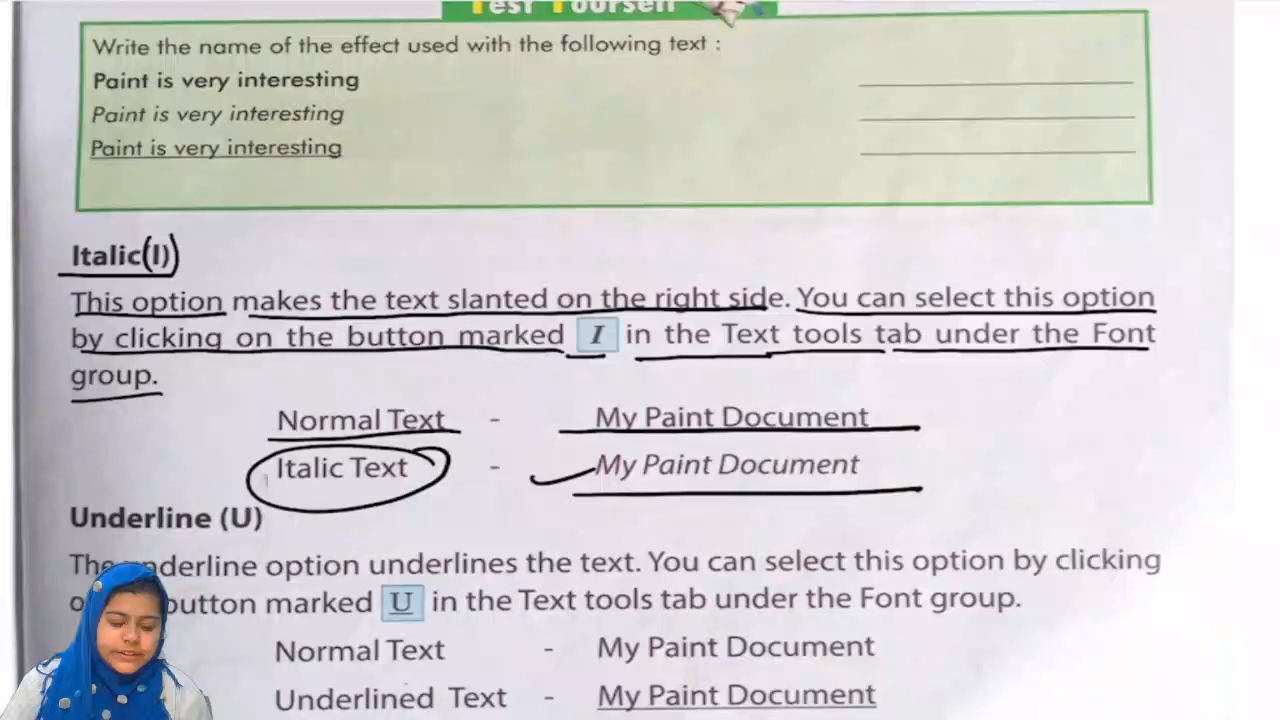 Test Yourself
Write the name of the effect used with the following text :
Paint is very interesting
Paint is very interesting
Paint is very interesting
Italic(I)
This option makes the text slanted on the right side. You can select this option
by clicking on the button marked I in the Text tools tab under the Font
group.
Normal Text - My Paint Document
Italic Text - My Paint Document
Underline (U)
The underline option underlines the text. You can select this option by clicking
button marked U in the Text tools tab under the Font group.
Normal Text - My Paint Document
Underlined Text - My Paint Document